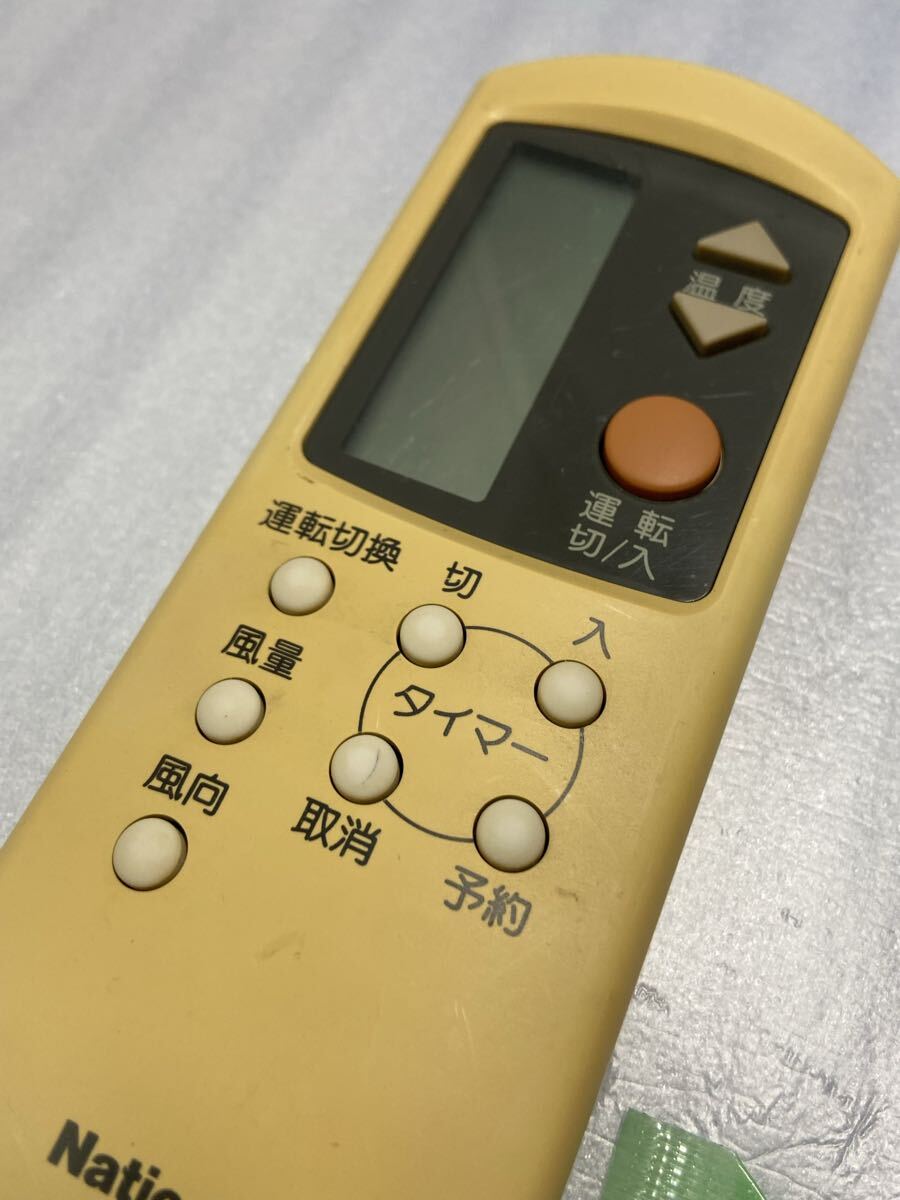 温度
運転
切/入
運転切換
切
入
風量
タイマー
風向
取消
予約
Natio